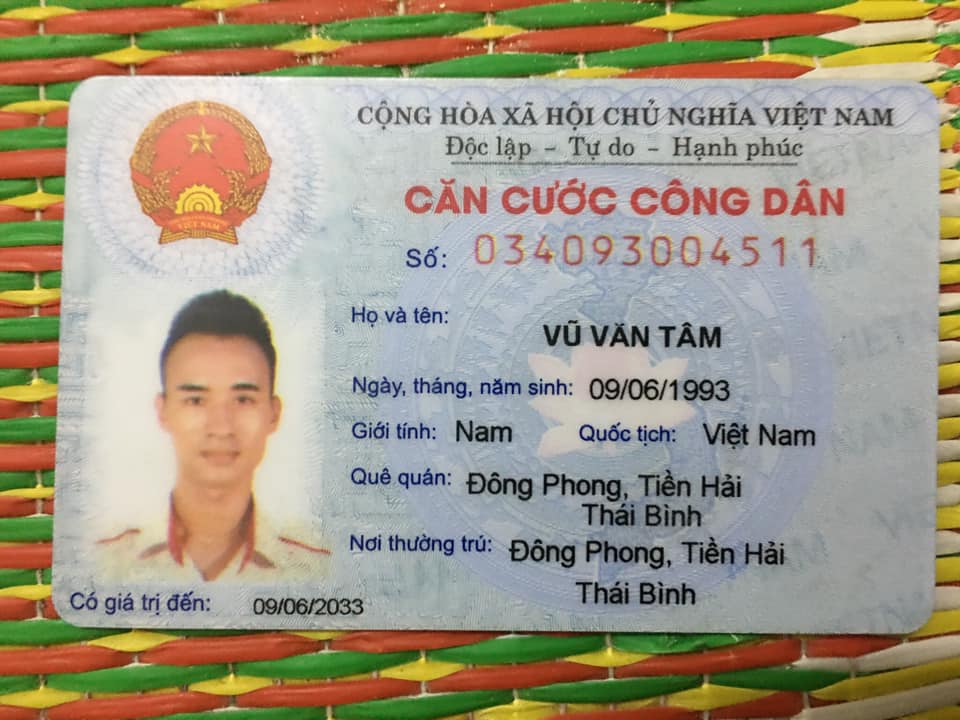 CỘNG HÒA XÃ HỘI CHỦ NGHĨA VIỆT NAM
Độc lập - Tự do - Hạnh phúc
CĂN CƯỚC CÔNG DÂN
Số: 034093004511
Họ và tên: VŨ VĂN TÂM
Ngày, tháng, năm sinh: 09/06/1993
Giới tính: Nam Quốc tịch: Việt Nam
Quê quán: Đông Phong, Tiền Hải
Thái Bình
Nơi thường trú: Đông Phong, Tiền Hải
Thái Bình
Có giá trị đến: 09/06/2033
VIỆT NAM